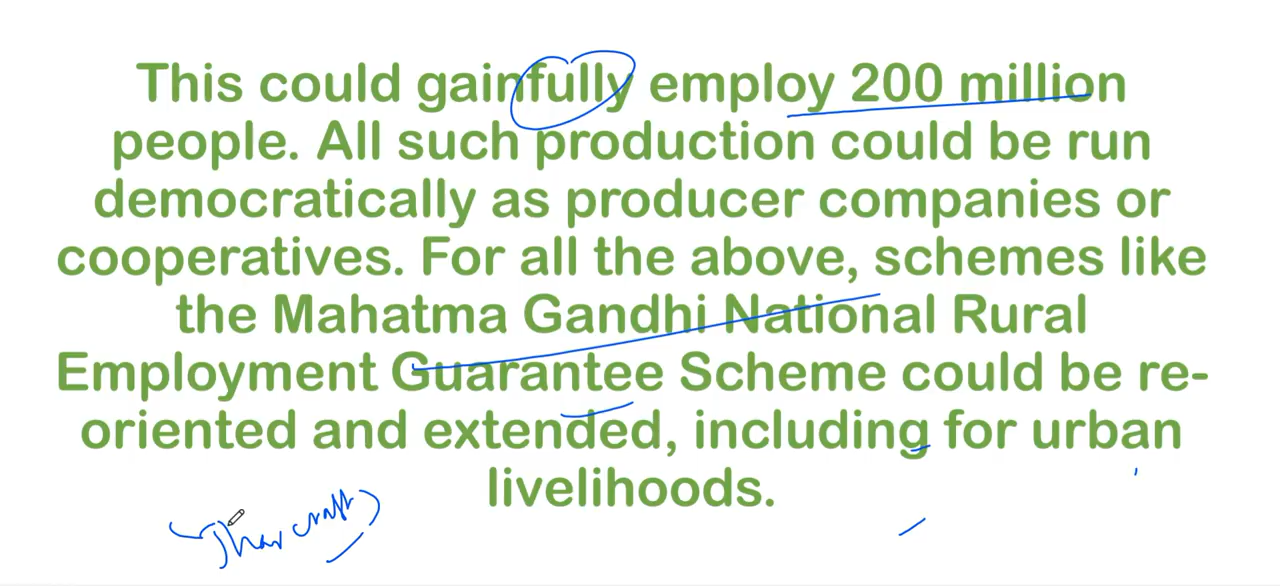 This could gainfully employ 200 million
people. All such production could be run
democratically as producer companies or
cooperatives. For all the above, schemes like
the Mahatma Gandhi National Rural
Employment Guarantee Scheme could be re-
oriented and extended, including for urban
livelihoods.